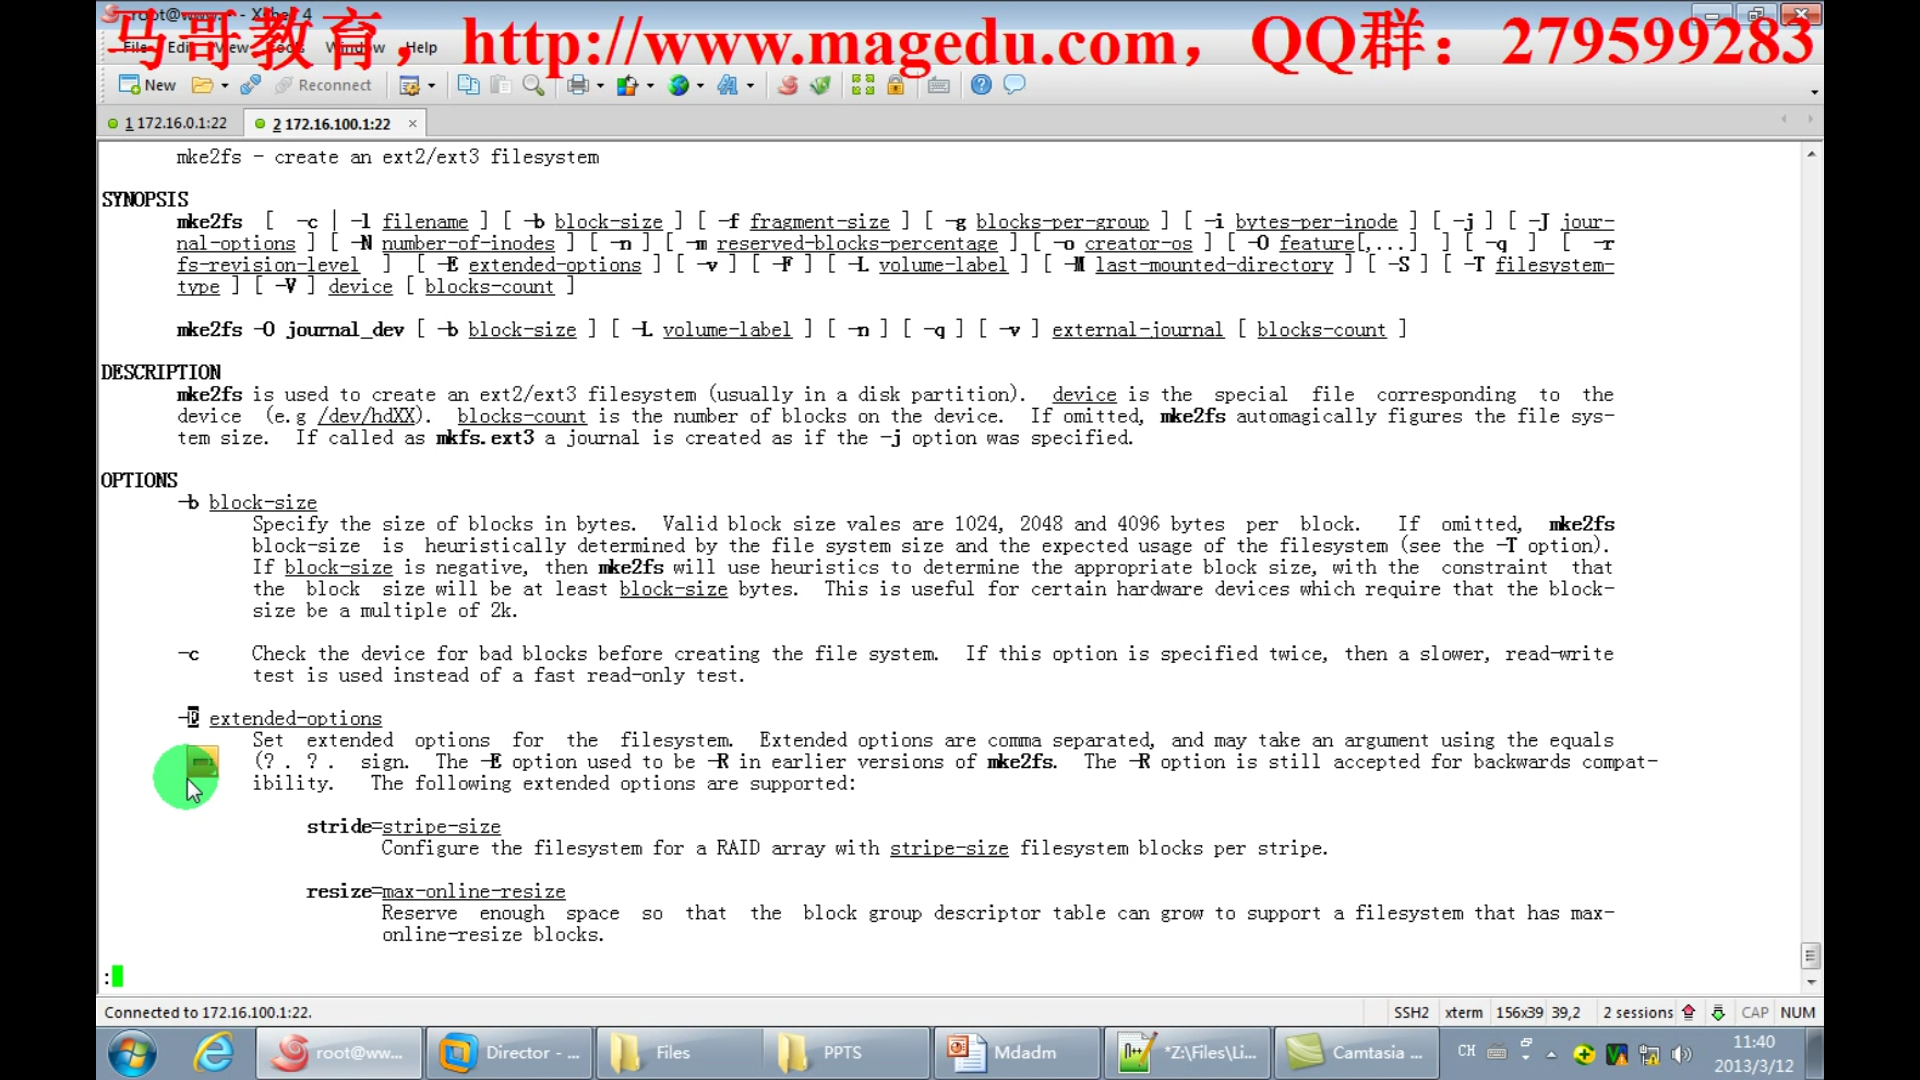 root@www:~ - Xshell 4
马哥教育，http://www.magedu.com，QQ群：279599283
File Edit View Tools Window Help
New Reconnect
1 172.16.0.1:22 2 172.16.100.1:22
mke2fs - create an ext2/ext3 filesystem
SYNOPSIS
mke2fs [ -c | -l filename ] [ -b block-size ] [ -f fragment-size ] [ -g blocks-per-group ] [ -i bytes-per-inode ] [ -j ] [ -J jour-
nal-options ] [ -N number-of-inodes ] [ -n ] [ -m reserved-blocks-percentage ] [ -o creator-os ] [ -O feature[,...] ] [ -q ] [ -r
fs-revision-level ] [ -E extended-options ] [ -v ] [ -F ] [ -L volume-label ] [ -M last-mounted-directory ] [ -S ] [ -T filesystem-
type ] [ -V ] device [ blocks-count ]
mke2fs -O journal_dev [ -b block-size ] [ -L volume-label ] [ -n ] [ -q ] [ -v ] external-journal [ blocks-count ]
DESCRIPTION
mke2fs is used to create an ext2/ext3 filesystem (usually in a disk partition). device is the special file corresponding to the
device (e.g /dev/hdXX). blocks-count is the number of blocks on the device. If omitted, mke2fs automagically figures the file sys-
tem size. If called as mkfs.ext3 a journal is created as if the -j option was specified.
OPTIONS
-b block-size
Specify the size of blocks in bytes. Valid block size vales are 1024, 2048 and 4096 bytes per block. If omitted, mke2fs
block-size is heuristically determined by the file system size and the expected usage of the filesystem (see the -T option).
If block-size is negative, then mke2fs will use heuristics to determine the appropriate block size, with the constraint that
the block size will be at least block-size bytes. This is useful for certain hardware devices which require that the block-
size be a multiple of 2k.
-c Check the device for bad blocks before creating the file system. If this option is specified twice, then a slower, read-write
test is used instead of a fast read-only test.
-E extended-options
Set extended options for the filesystem. Extended options are comma separated, and may take an argument using the equals
(? . ? . sign. The -E option used to be -R in earlier versions of mke2fs. The -R option is still accepted for backwards compat-
ibility. The following extended options are supported:
stride=stripe-size
Configure the filesystem for a RAID array with stripe-size filesystem blocks per stripe.
resize=max-online-resize
Reserve enough space so that the block group descriptor table can grow to support a filesystem that has max-
online-resize blocks.
:
Connected to 172.16.100.1:22. SSH2 xterm 156x39 39,2 2 sessions CAP NUM
root@ww... Director - ... Files PPTS Mdadm *Z:\Files\Li... Camtasia ... CH 11:40
2013/3/12